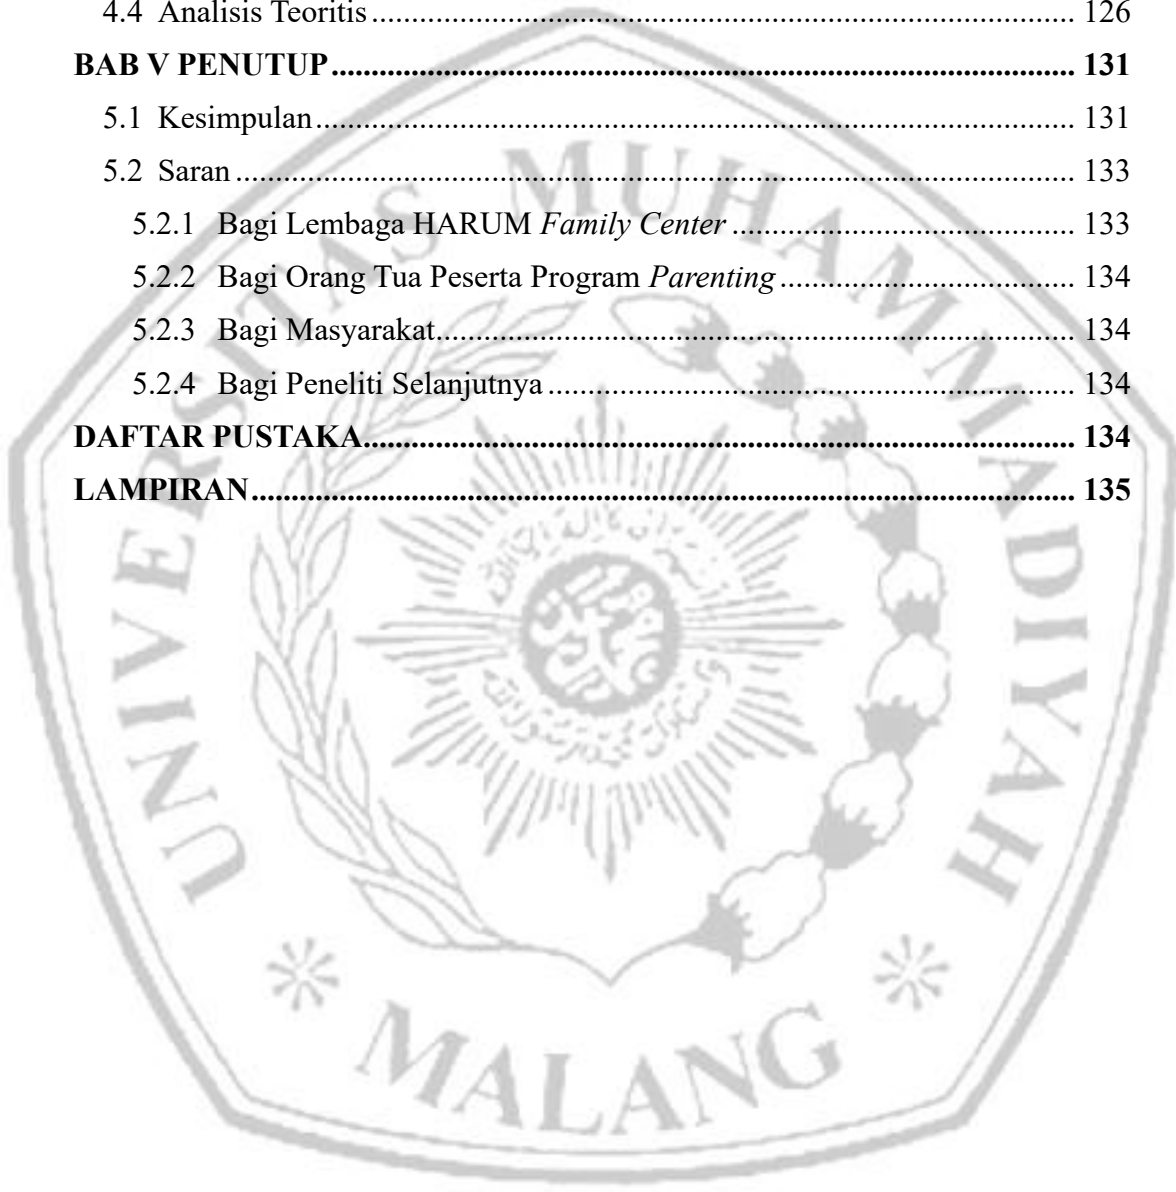 4.4 Analisis Teoritis ........................................ 126
BAB V PENUTUP ........................................ 131
5.1 Kesimpulan ........................................ 131
5.2 Saran ........................................ 133
5.2.1 Bagi Lembaga HARUM Family Center ........................................ 133
5.2.2 Bagi Orang Tua Peserta Program Parenting ........................................ 134
5.2.3 Bagi Masyarakat ........................................ 134
5.2.4 Bagi Peneliti Selanjutnya ........................................ 134
DAFTAR PUSTAKA ........................................ 134
LAMPIRAN ........................................ 135
UNIVERSITAS MUHAMMADIYAH
MALANG